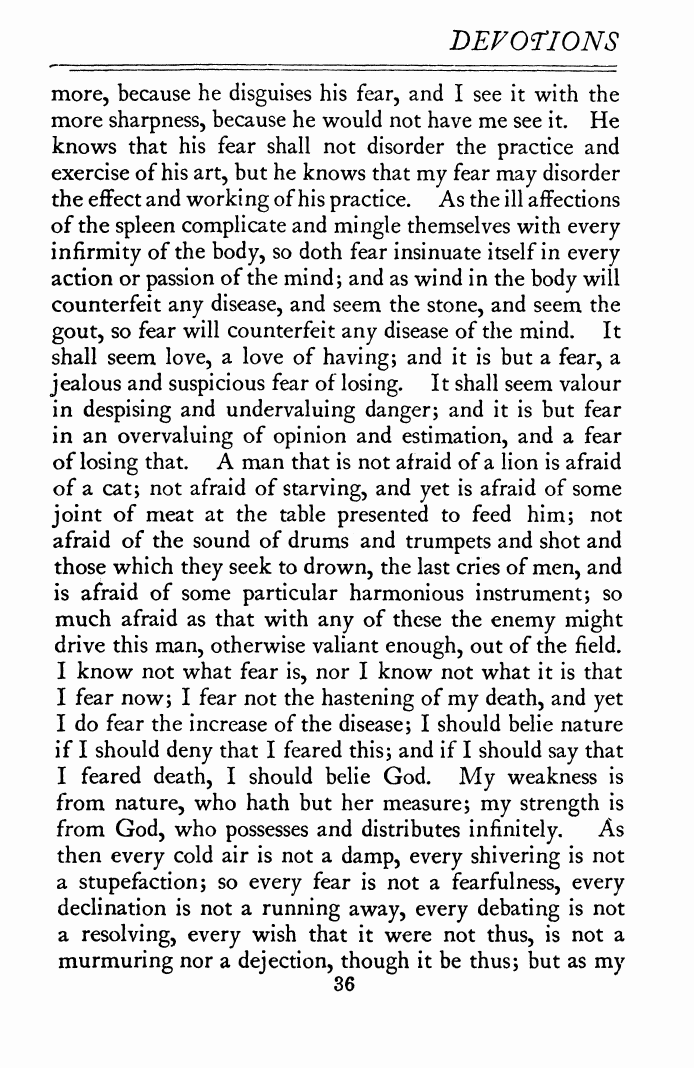 DEVOTIONS
more, because he disguises his fear, and I see it with the
more sharpness, because he would not have me see it. He
knows that his fear shall not disorder the practice and
exercise of his art, but he knows that my fear may disorder
the effect and working of his practice. As the ill affections
of the spleen complicate and mingle themselves with every
infirmity of the body, so doth fear insinuate itself in every
action or passion of the mind; and as wind in the body will
counterfeit any disease, and seem the stone, and seem the
gout, so fear will counterfeit any disease of the mind. It
shall seem love, a love of having; and it is but a fear, a
jealous and suspicious fear of losing. It shall seem valour
in despising and undervaluing danger; and it is but fear
in an overvaluing of opinion and estimation, and a fear
of losing that. A man that is not afraid of a lion is afraid
of a cat; not afraid of starving, and yet is afraid of some
joint of meat at the table presented to feed him; not
afraid of the sound of drums and trumpets and shot and
those which they seek to drown, the last cries of men, and
is afraid of some particular harmonious instrument; so
much afraid as that with any of these the enemy might
drive this man, otherwise valiant enough, out of the field.
I know not what fear is, nor I know not what it is that
I fear now; I fear not the hastening of my death, and yet
I do fear the increase of the disease; I should belie nature
if I should deny that I feared this; and if I should say that
I feared death, I should belie God. My weakness is
from nature, who hath but her measure; my strength is
from God, who possesses and distributes infinitely. As
then every cold air is not a damp, every shivering is not
a stupefaction; so every fear is not a fearfulness, every
declination is not a running away, every debating is not
a resolving, every wish that it were not thus, is not a
murmuring nor a dejection, though it be thus; but as my
36